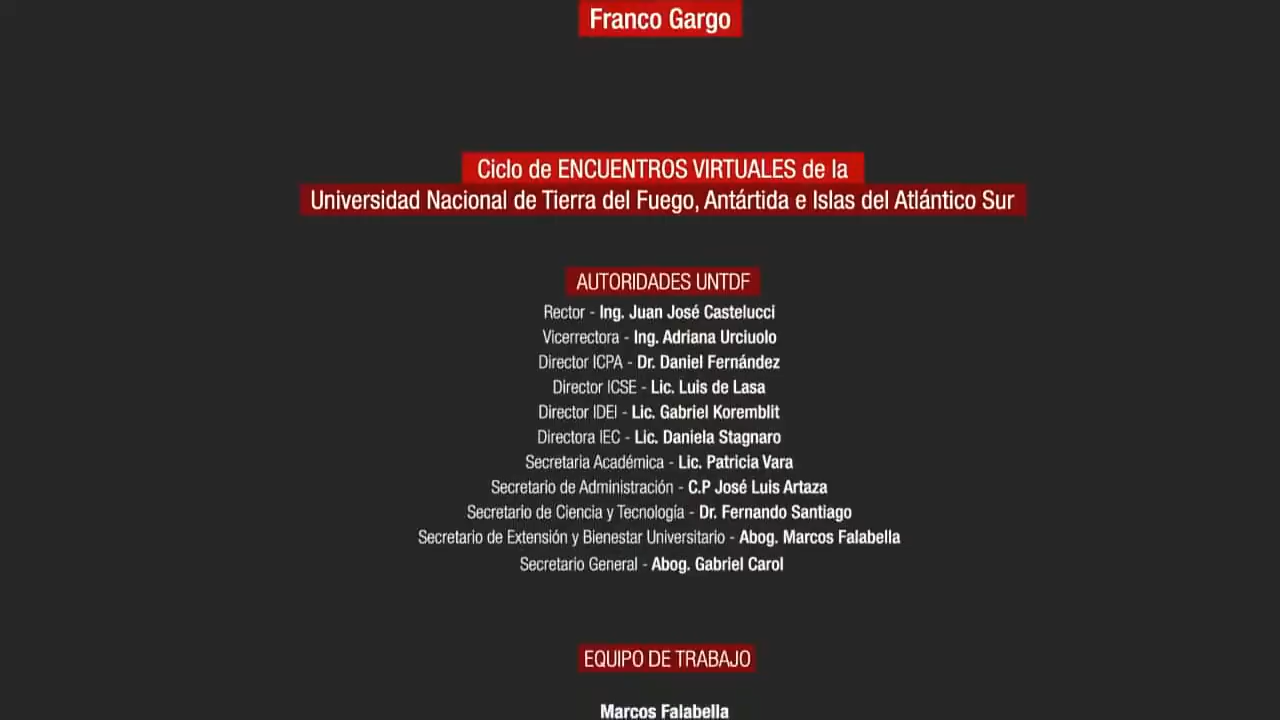 Franco Gargo
Ciclo de ENCUENTROS VIRTUALES de la
Universidad Nacional de Tierra del Fuego, Antártida e Islas del Atlántico Sur
AUTORIDADES UNTDF
Rector - Ing. Juan José Castelucci
Vicerrectora - Ing. Adriana Urciuolo
Director ICPA - Dr. Daniel Fernández
Director ICSE - Lic. Luis de Lasa
Director IDEI - Lic. Gabriel Koremblit
Directora IEC - Lic. Daniela Stagnaro
Secretaria Académica - Lic. Patricia Vara
Secretario de Administración - C.P José Luis Artaza
Secretario de Ciencia y Tecnología - Dr. Fernando Santiago
Secretario de Extensión y Bienestar Universitario - Abog. Marcos Falabella
Secretario General - Abog. Gabriel Carol
EQUIPO DE TRABAJO
Marcos Falabella